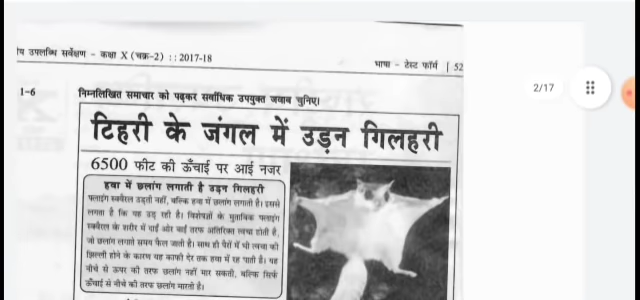 य उपलब्धि सर्वेक्षण – कक्षा X (चक्र-2) : : 2017-18
भाषा – टेस्ट फॉर्म | 52
2/17
1-6 निम्नलिखित समाचार को पढ़कर सर्वाधिक उपयुक्त जवाब चुनिए।
टिहरी के जंगल में उड़न गिलहरी
6500 फीट की ऊँचाई पर आई नजर
हवा में छलांग लगाती है उड़न गिलहरी
फ्लाइंग स्क्वैरल उड़ती नहीं, बल्कि हवा में छलांग लगाती है। इससे
लगता है कि यह उड़ रही है। विशेषज्ञों के मुताबिक फ्लाइंग
स्क्वैरल के शरीर में दाईं ओर बाईं तरफ अतिरिक्त त्वचा होती है,
जो छलांग लगाते समय फैल जाती है। साथ ही पैरों में भी त्वचा की
झिल्ली होने के कारण यह काफी देर तक हवा में रह पाती है। यह
नीचे से ऊपर की तरफ छलांग नहीं मार सकती, बल्कि सिर्फ
ऊँचाई से नीचे की तरफ छलांग मारती है।